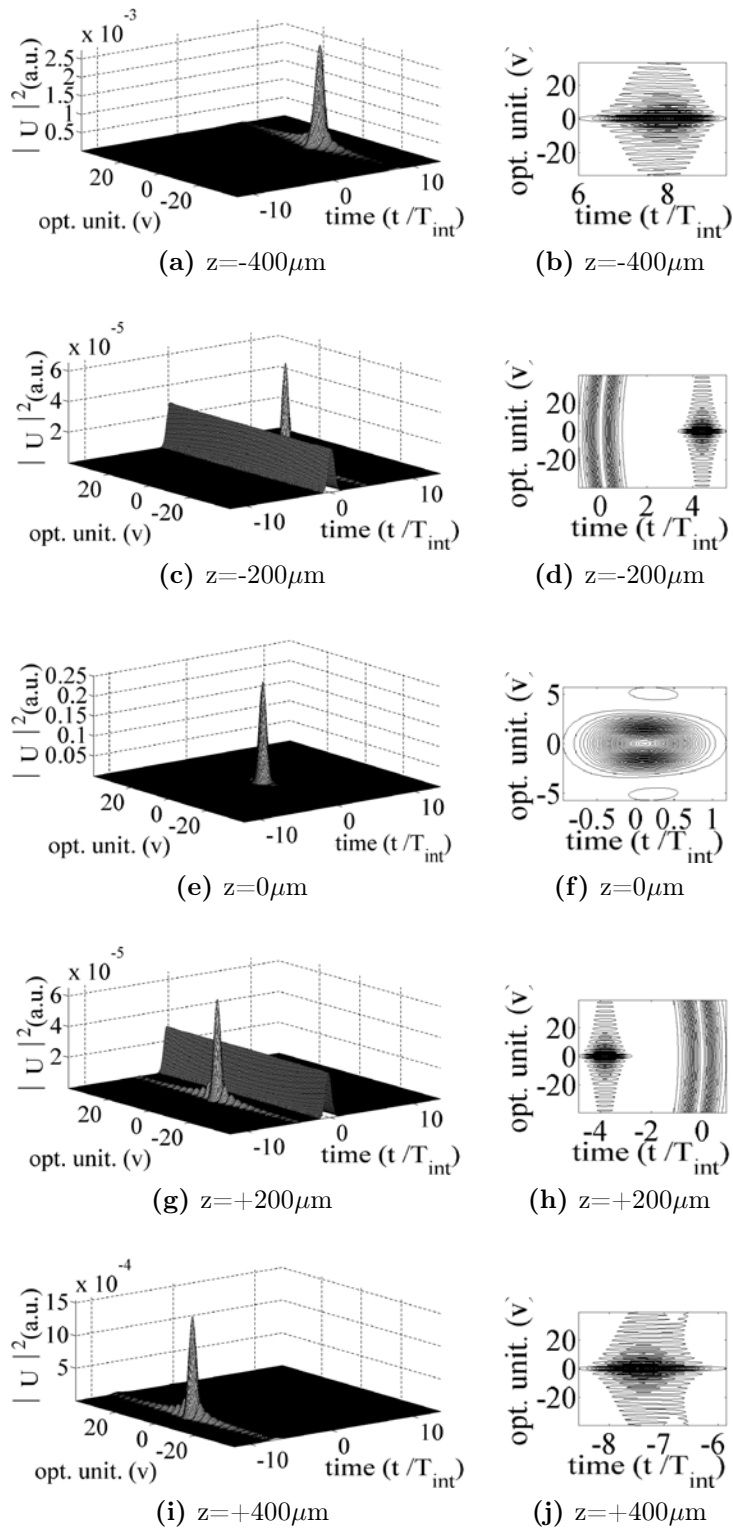 x 10^-3
| U |^2(a.u.)
2.5
2
1.5
1
0.5
20
0
-20
opt. unit. (v)
-10
0
10
time (t /T_int)
(a) z=-400μm
opt. unit. (v)
20
0
-20
6
8
time (t/T_int)
(b) z=-400μm
x 10^-5
| U |^2(a.u.)
6
4
2
20
0
-20
opt. unit. (v)
-10
0
10
time (t /T_int)
(c) z=-200μm
opt. unit. (v)
20
0
-20
0
2
4
time (t/T_int)
(d) z=-200μm
| U |^2(a.u.)
0.25
0.2
0.15
0.1
0.05
20
0
-20
opt. unit. (v)
-10
0
10
time (t /T_int)
(e) z=0μm
opt. unit. (v)
5
0
-5
-0.5
0
0.5
1
time (t /T_int)
(f) z=0μm
x 10^-5
| U |^2(a.u.)
6
4
2
20
0
-20
opt. unit. (v)
-10
0
10
time (t /T_int)
(g) z=+200μm
opt. unit. (v)
20
0
-20
-4
-2
0
time (t/T_int)
(h) z=+200μm
x 10^-4
| U |^2(a.u.)
15
10
5
20
0
-20
opt. unit. (v)
-10
0
10
time (t /T_int)
(i) z=+400μm
opt. unit. (v)
20
0
-20
-8
-7
-6
time (t /T_int)
(j) z=+400μm